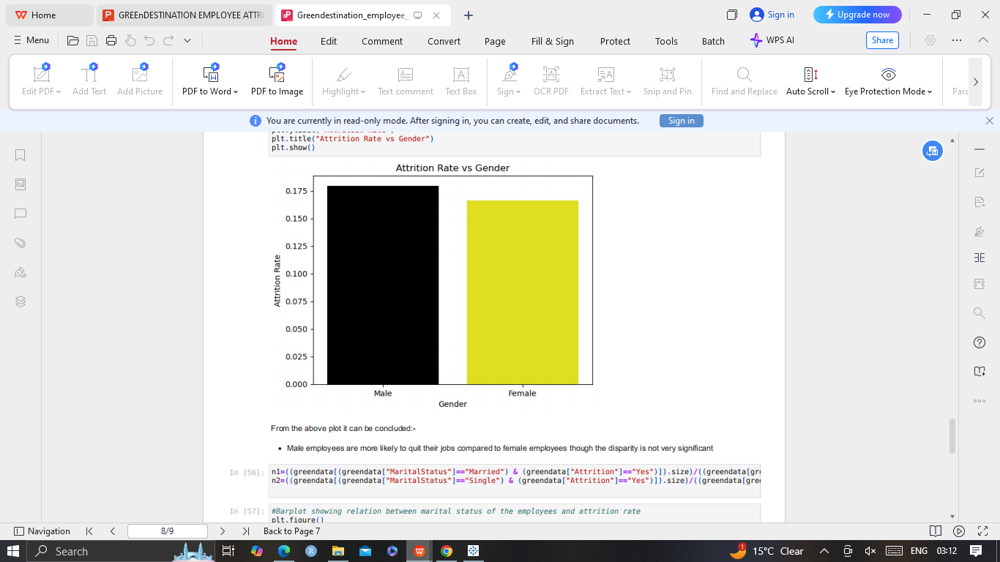 Home
GREEnDESTINATION EMPLOYEE ATTRI
Greendestination_employee_
Sign in
Upgrade now
Menu
Home Edit Comment Convert Page Fill & Sign Protect Tools Batch WPS AI
Share
Edit PDF Add Text Add Picture PDF to Word PDF to Image Highlight Text comment Text Box Sign OCR PDF Extract Text Snip and Pin Find and Replace Auto Scroll Eye Protection Mode Para
You are currently in read-only mode. After signing in, you can create, edit, and share documents. Sign in
plt.title("Attrition Rate vs Gender")
plt.show()
Attrition Rate vs Gender
0.175
0.150
0.125
0.100
0.075
0.050
0.025
0.000
Attrition Rate
Male Female
Gender
From the above plot it can be concluded:-
• Male employees are more likely to quit their jobs compared to female employees though the disparity is not very significant
In [56]: n1=((greendata[(greendata["MaritalStatus"]=="Married") & (greendata["Attrition"]=="Yes")]).size)/((greendata[gre
n2=((greendata[(greendata["MaritalStatus"]=="Single") & (greendata["Attrition"]=="Yes")]).size)/((greendata[gree
In [57]: #Barplot showing relation between marital status of the employees and attrition rate
plt.figure()
Navigation 8/9 Back to Page 7
Search
1
15°C Clear
ENG 03:12